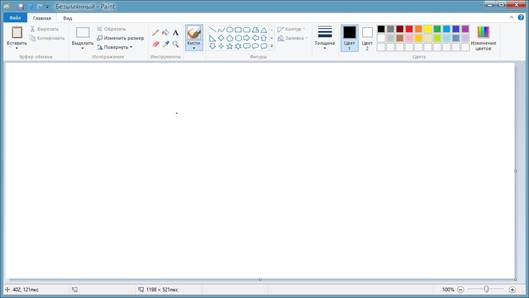 Безымянный - Paint
Файл Главная Вид
Вставить
Вырезать
Копировать
Буфер обмена
Выделить
Обрезать
Изменить размер
Повернуть
Изображение
Инструменты
Кисти
Контур
Заливка
Фигуры
Толщина
Цвет 1
Цвет 2
Изменение цветов
Цвета
402, 121пкс
1198 × 521пкс
100%